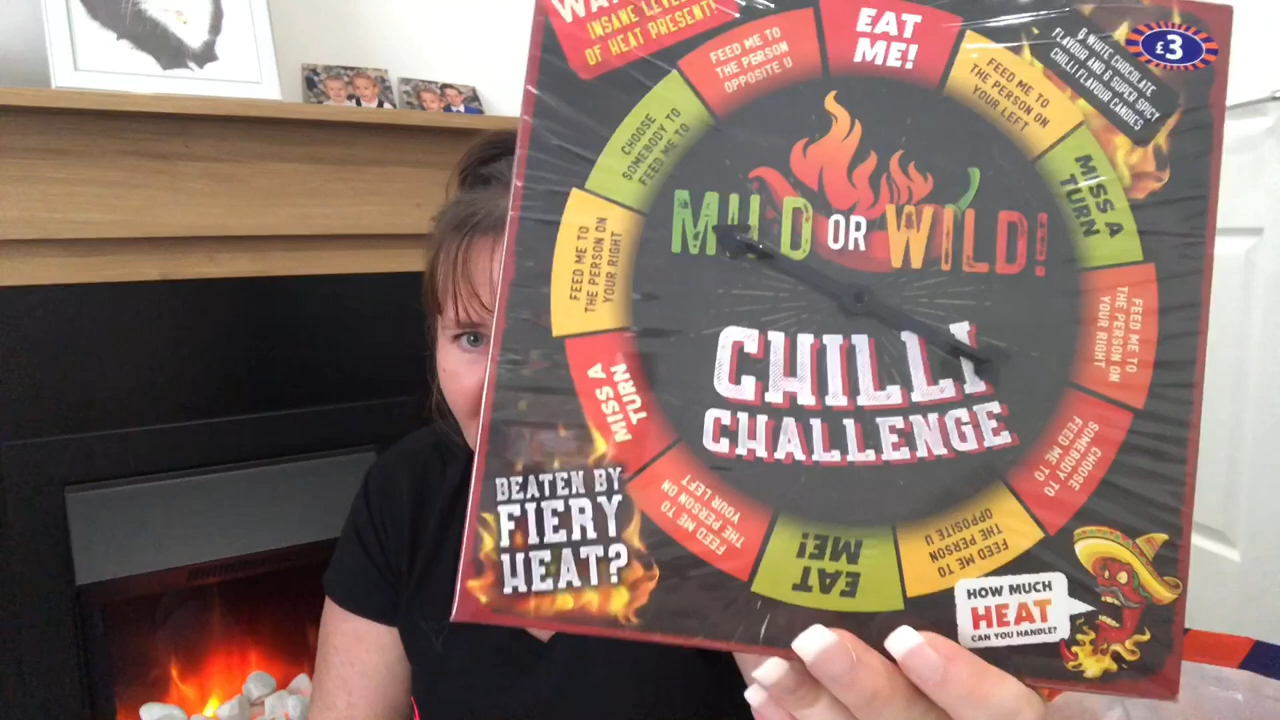 INSANE LEVEL
OF HEAT PRESENT!
EAT
ME!
FEED ME TO
THE PERSON ON
YOUR LEFT
MISS A
TURN
FEED ME TO
THE PERSON ON
YOUR RIGHT
CHOOSE
SOMEBODY TO
FEED ME TO
FEED ME TO
THE PERSON
OPPOSITE U
EAT
ME!
FEED ME TO
THE PERSON ON
YOUR LEFT
MISS A
TURN
FEED ME TO
THE PERSON ON
YOUR RIGHT
CHOOSE
SOMEBODY TO
FEED ME TO
FEED ME TO
THE PERSON
OPPOSITE U
6 WHITE CHOCOLATE
FLAVOUR AND 6 SUPER SPICY
CHILLI FLAVOUR CANDIES
£3
MILD OR WILD!
CHILLI
CHALLENGE
BEATEN BY
FIERY
HEAT?
HOW MUCH
HEAT
CAN YOU HANDLE?